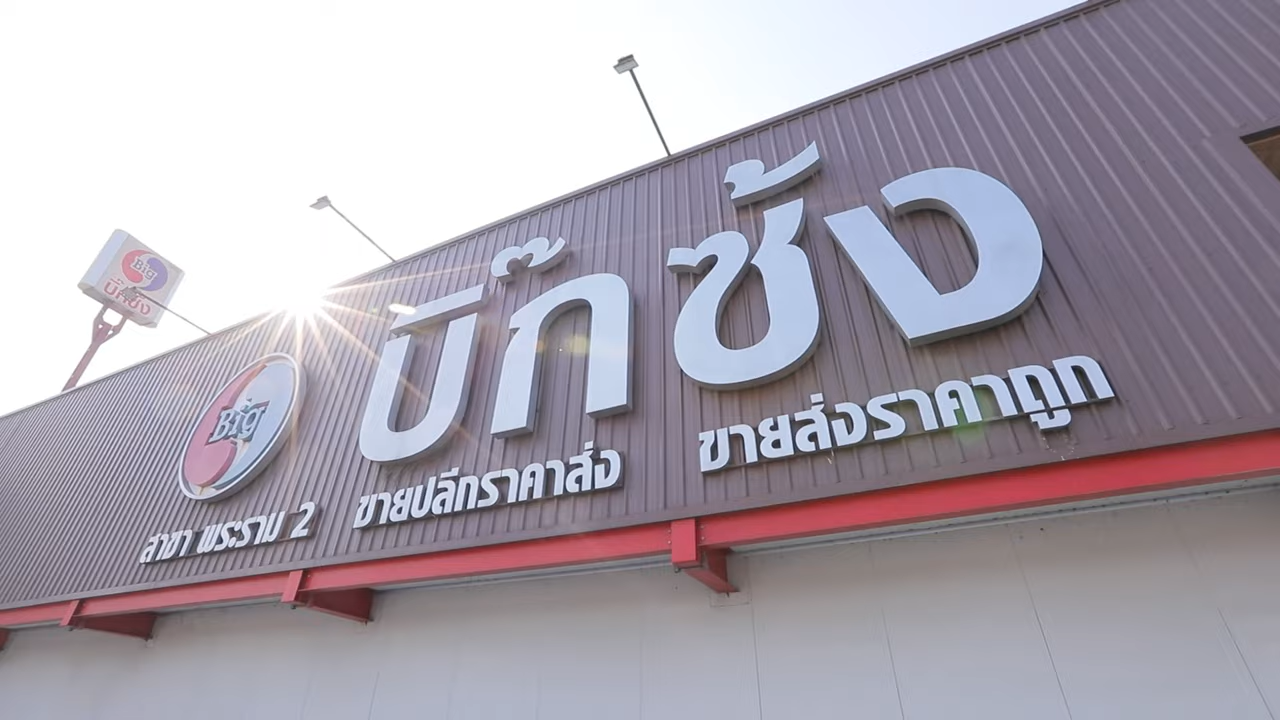 Big
บิ๊กซ้ง
Big
บิ๊กซ้ง
สาขา พระราม 2
ขายปลีกราคาส่ง
ขายส่งราคาถูก